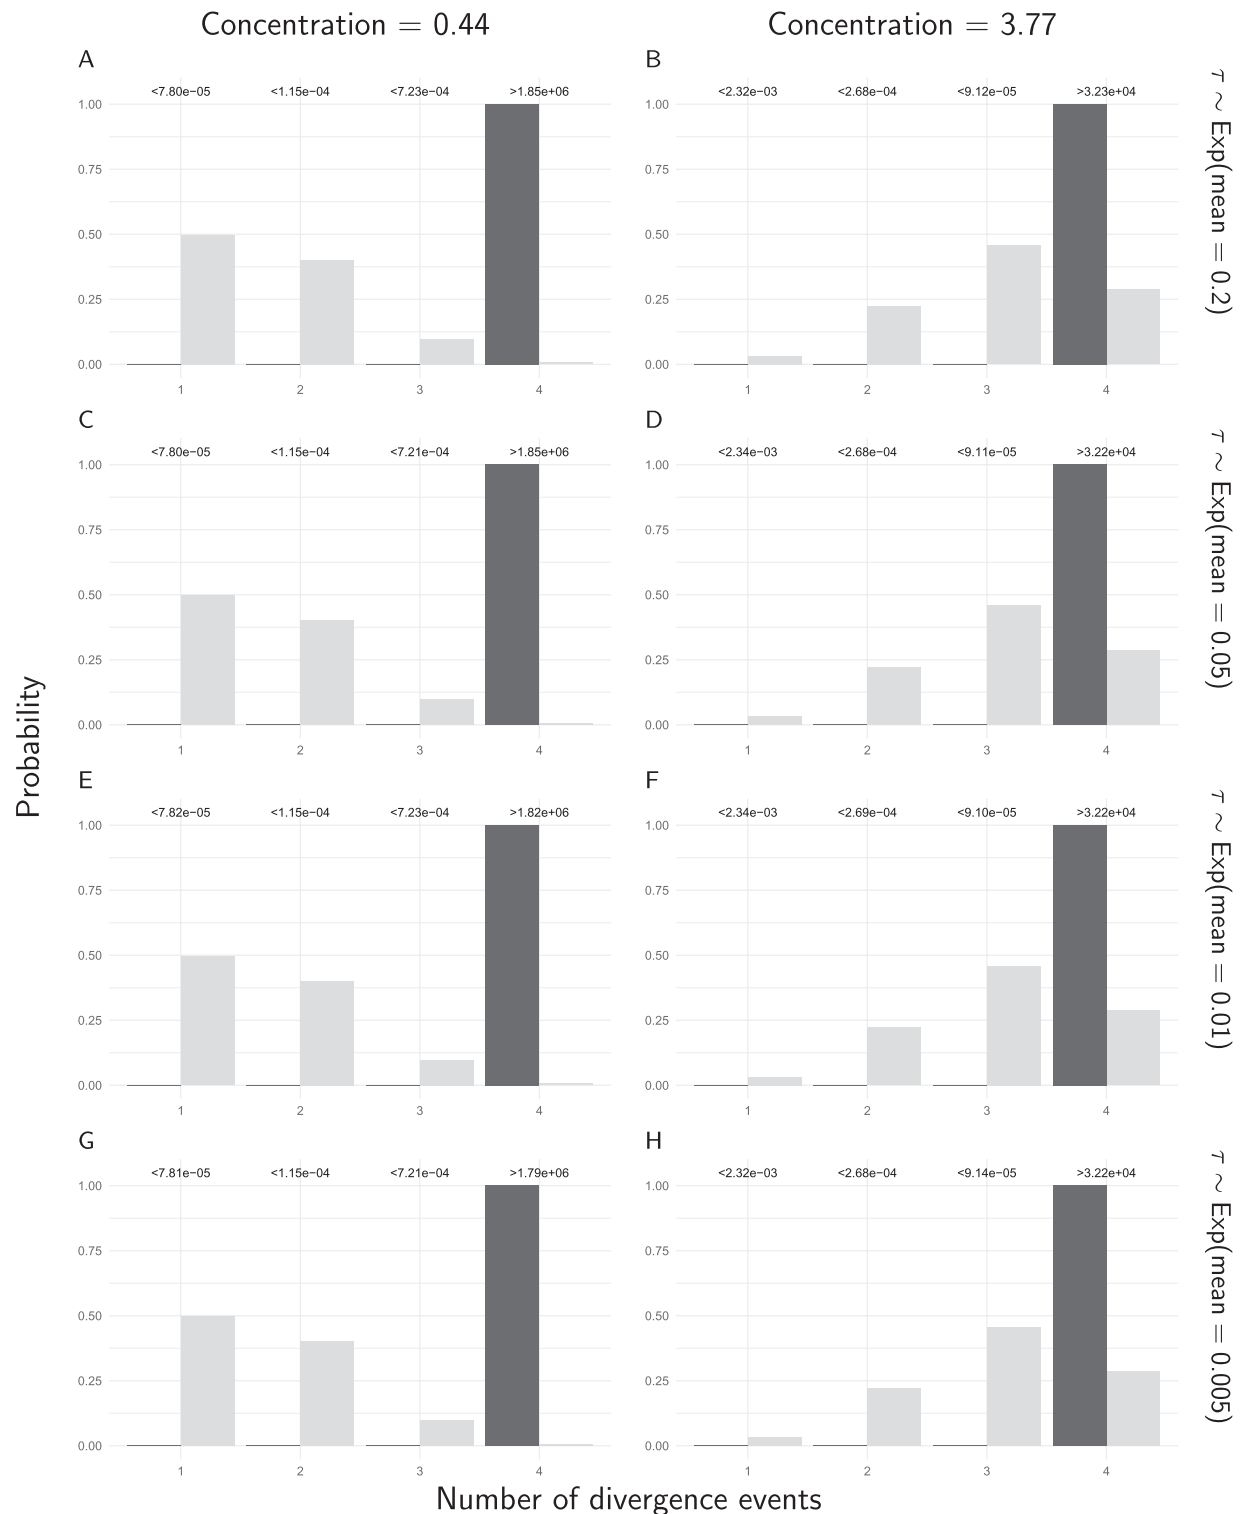 Concentration = 0.44
Concentration = 3.77
A
<7.80e−05 <1.15e−04 <7.23e−04 >1.85e+06
1.00
0.75
0.50
0.25
0.00
1 2 3 4
B
<2.32e−03 <2.68e−04 <9.12e−05 >3.23e+04
1.00
0.75
0.50
0.25
0.00
1 2 3 4
τ ∼ Exp(mean = 0.2)
C
<7.80e−05 <1.15e−04 <7.21e−04 >1.85e+06
1.00
0.75
0.50
0.25
0.00
1 2 3 4
D
<2.34e−03 <2.68e−04 <9.11e−05 >3.22e+04
1.00
0.75
0.50
0.25
0.00
1 2 3 4
τ ∼ Exp(mean = 0.05)
Probability
E
<7.82e−05 <1.15e−04 <7.23e−04 >1.82e+06
1.00
0.75
0.50
0.25
0.00
1 2 3 4
F
<2.34e−03 <2.69e−04 <9.10e−05 >3.22e+04
1.00
0.75
0.50
0.25
0.00
1 2 3 4
τ ∼ Exp(mean = 0.01)
G
<7.81e−05 <1.15e−04 <7.21e−04 >1.79e+06
1.00
0.75
0.50
0.25
0.00
1 2 3 4
H
<2.32e−03 <2.68e−04 <9.14e−05 >3.22e+04
1.00
0.75
0.50
0.25
0.00
1 2 3 4
τ ∼ Exp(mean = 0.005)
Number of divergence events